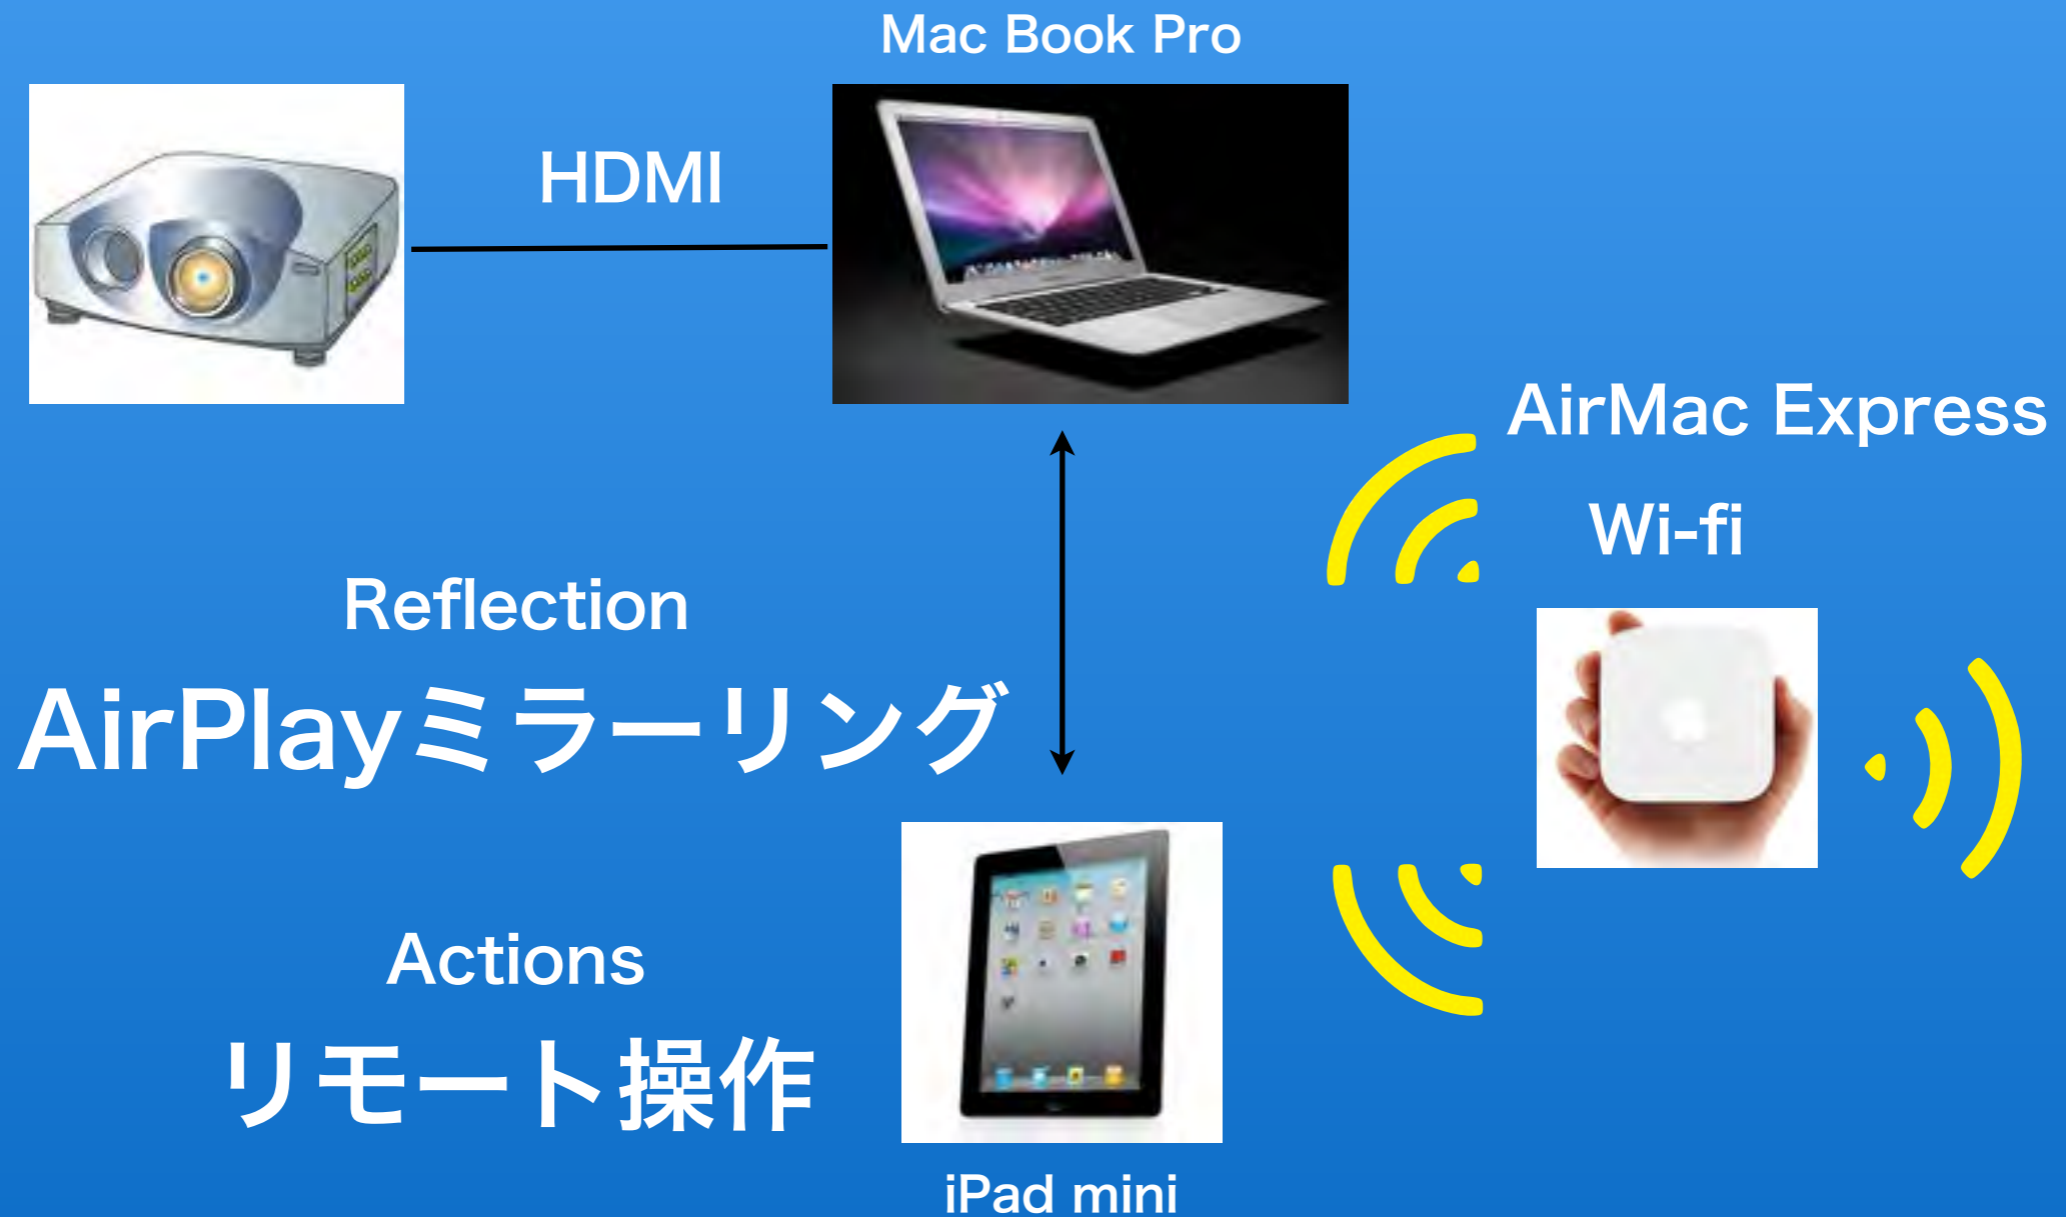 Mac Book Pro
HDMI
AirMac Express
Wi-fi
Reflection
AirPlayミラーリング
Actions
リモート操作
iPad mini